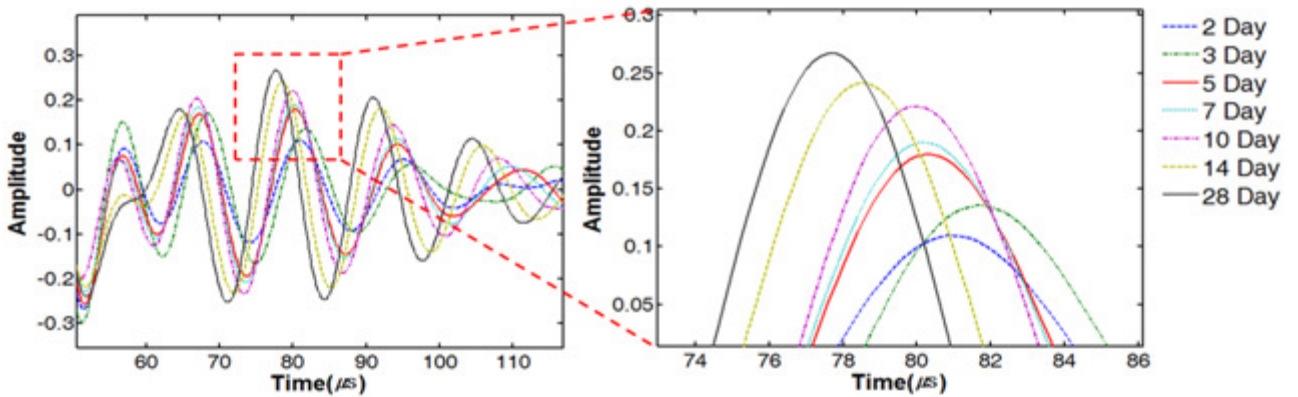 0.3
0.2
0.1
0
-0.1
0.2
-0.3
Amplitude
60 70 80 90 100 110
Time(μs)
0.3
0.25
0.2
0.15
0.1
0.05
Amplitude
74 76 78 80 82 84 86
Time(μs)
2 Day
3 Day
5 Day
7 Day
10 Day
14 Day
28 Day